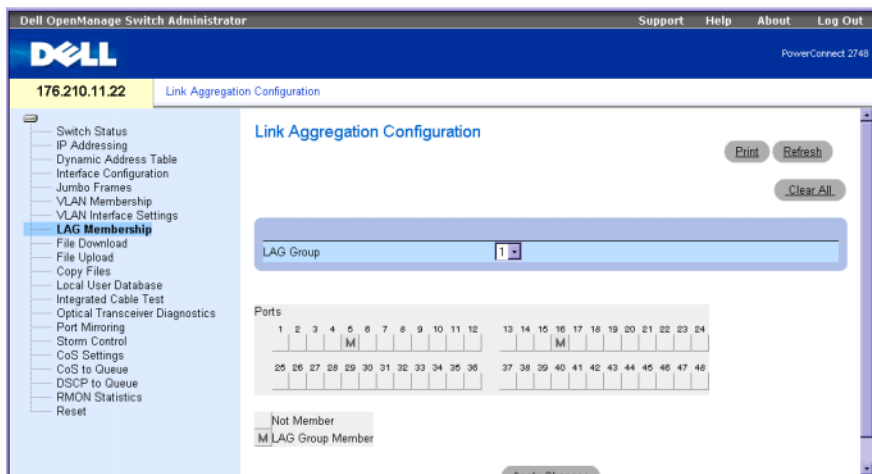 Dell OpenManage Switch Administrator
Support Help About Log Out
DELL
PowerConnect 2748
176.210.11.22
Link Aggregation Configuration
Switch Status
IP Addressing
Dynamic Address Table
Interface Configuration
Jumbo Frames
VLAN Membership
VLAN Interface Settings
LAG Membership
File Download
File Upload
Copy Files
Local User Database
Integrated Cable Test
Optical Transceiver Diagnostics
Port Mirroring
Storm Control
CoS Settings
CoS to Queue
DSCP to Queue
RMON Statistics
Reset
Link Aggregation Configuration
Print Refresh
Clear All
LAG Group 1
Ports
1 2 3 4 5 6 7 8 9 10 11 12 13 14 15 16 17 18 19 20 21 22 23 24
M M
25 26 27 28 29 30 31 32 33 34 35 36 37 38 39 40 41 42 43 44 45 46 47 48
Not Member
M LAG Group Member